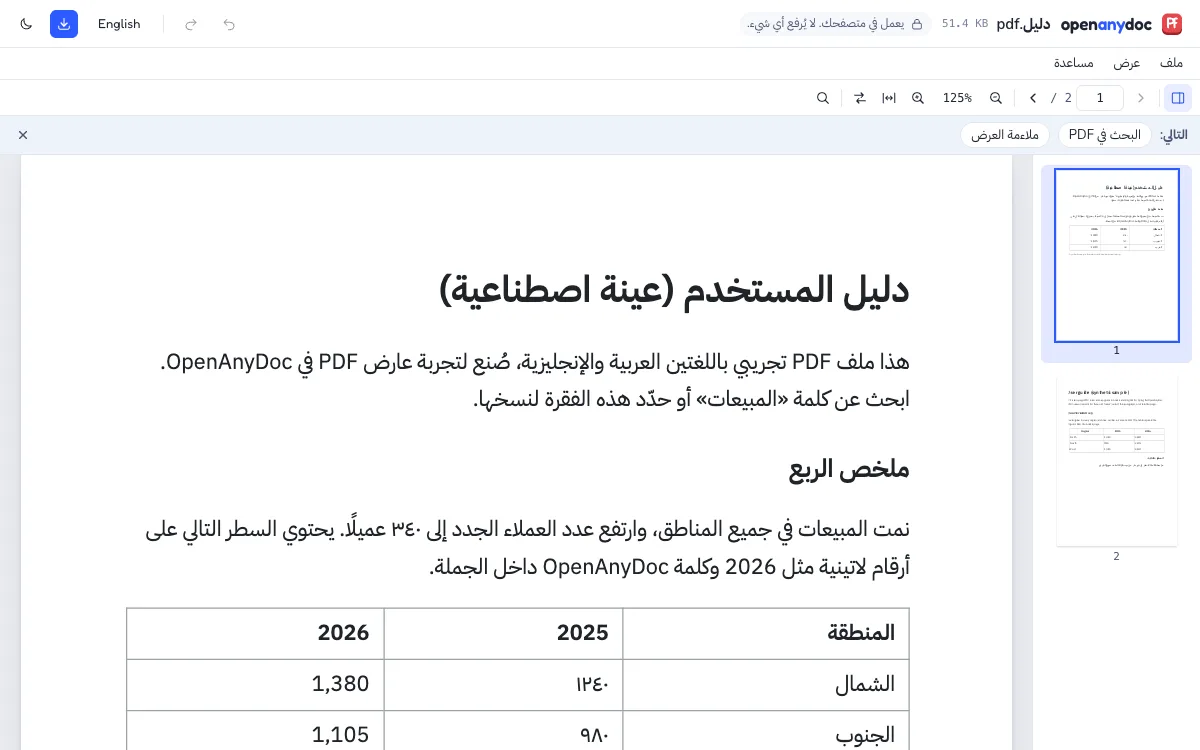 openanydoc دليل.pdf 51.4 KB يعمل في متصفحك. لا يُرفع أي شيء. English
ملف عرض مساعدة
1 / 2 125%
التالي: البحث في PDF ملاءمة العرض
دليل المستخدم (عينة اصطناعية)
هذا ملف PDF تجريبي باللغتين العربية والإنجليزية، صُنع لتجربة عارض PDF في OpenAnyDoc.
ابحث عن كلمة «المبيعات» أو حدّد هذه الفقرة لنسخها.
ملخص الربع
نمت المبيعات في جميع المناطق، وارتفع عدد العملاء الجدد إلى ٣٤٠ عميلًا. يحتوي السطر التالي على
أرقام لاتينية مثل 2026 وكلمة OpenAnyDoc داخل الجملة.
المنطقة 2025 2026
الشمال ١٢٤٠ 1,380
الجنوب ٩٨٠ 1,105
1
2